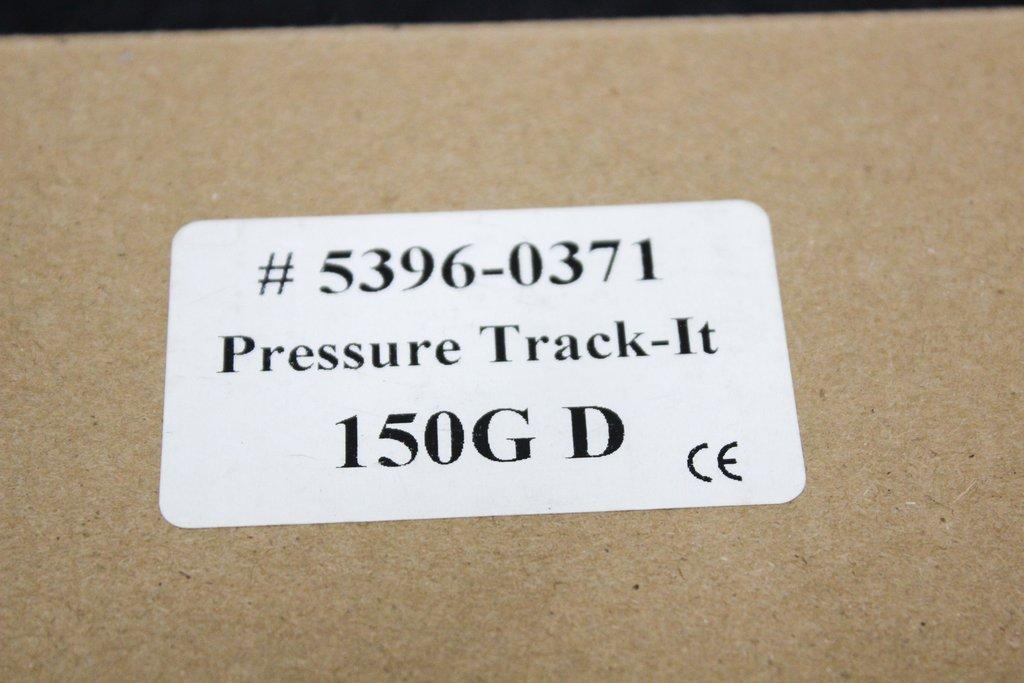 # 5396-0371
Pressure Track-It
150G D
CE